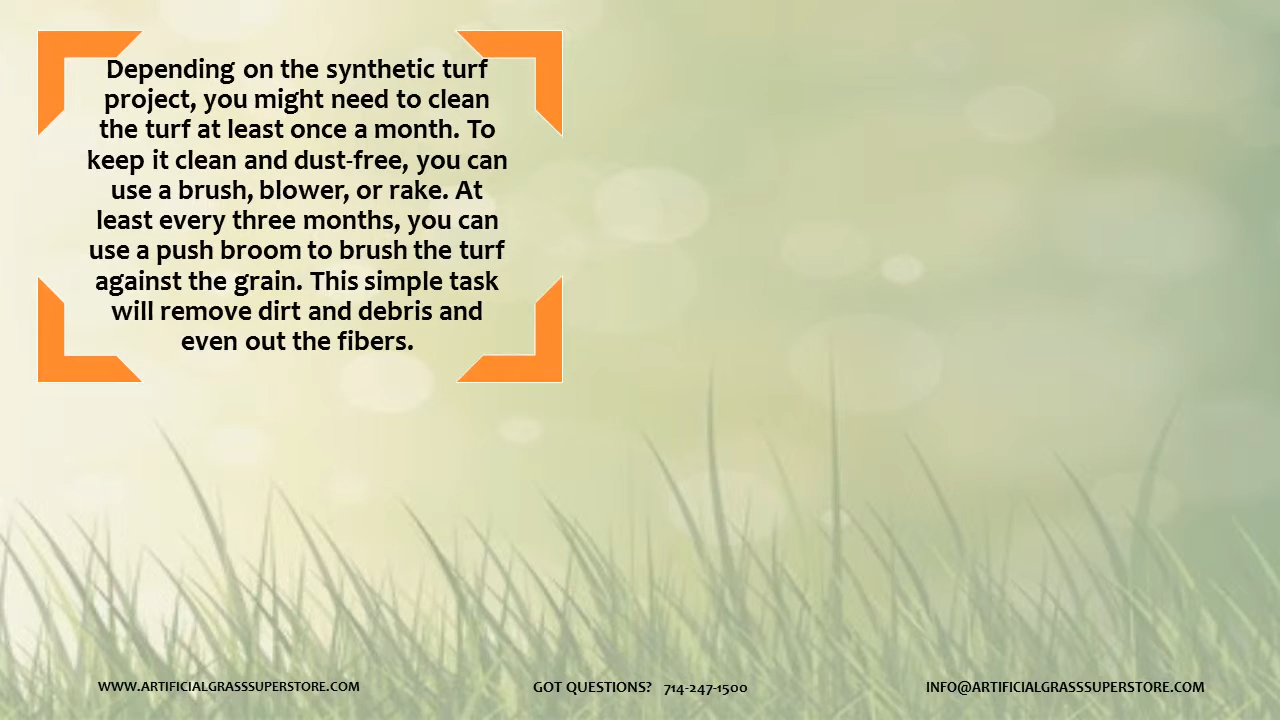 Depending on the synthetic turf
project, you might need to clean
the turf at least once a month. To
keep it clean and dust-free, you can
use a brush, blower, or rake. At
least every three months, you can
use a push broom to brush the turf
against the grain. This simple task
will remove dirt and debris and
even out the fibers.
WWW.ARTIFICIALGRASSSUPERSTORE.COM
GOT QUESTIONS? 714-247-1500
INFO@ARTIFICIALGRASSSUPERSTORE.COM